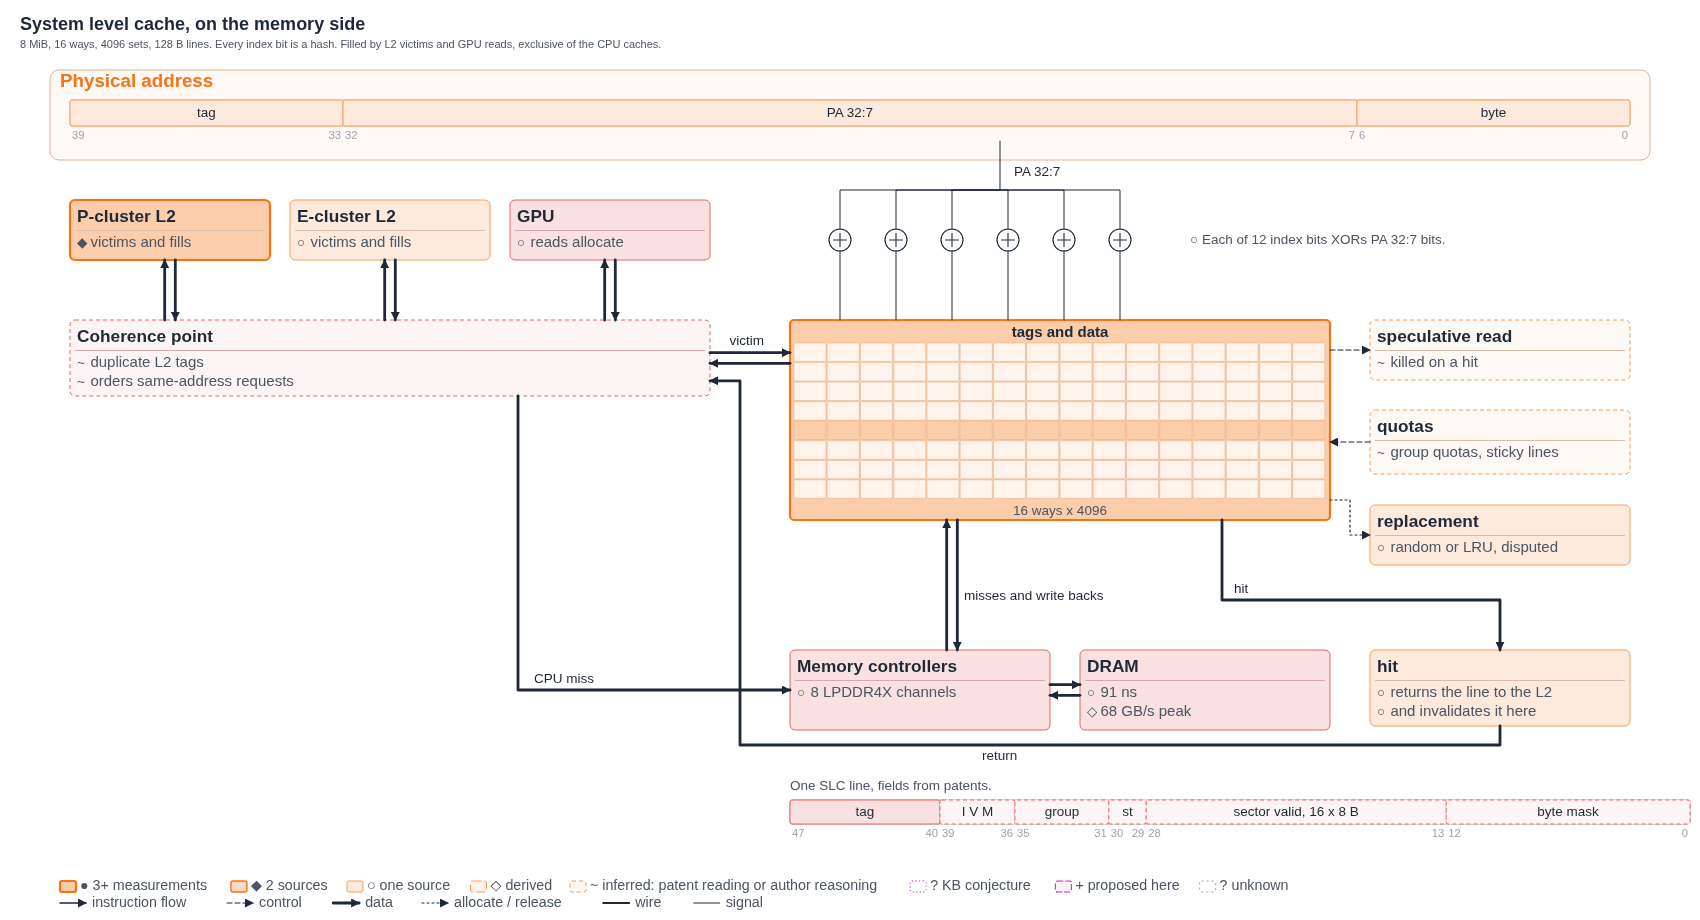 System level cache, on the memory side
8 MiB, 16 ways, 4096 sets, 128 B lines. Every index bit is a hash. Filled by L2 victims and GPU reads, exclusive of the CPU caches.
Physical address
tag PA 32:7 byte
39 33 32 7 6 0
PA 32:7
P-cluster L2
◆ victims and fills
E-cluster L2
○ victims and fills
GPU
○ reads allocate
○ Each of 12 index bits XORs PA 32:7 bits.
Coherence point
~ duplicate L2 tags
~ orders same-address requests
victim
tags and data
16 ways x 4096
speculative read
~ killed on a hit
quotas
~ group quotas, sticky lines
replacement
○ random or LRU, disputed
misses and write backs
hit
CPU miss
Memory controllers
○ 8 LPDDR4X channels
DRAM
○ 91 ns
◇ 68 GB/s peak
hit
○ returns the line to the L2
○ and invalidates it here
return
One SLC line, fields from patents.
tag I V M group st sector valid, 16 x 8 B byte mask
47 40 39 36 35 31 30 29 28 13 12 0
● 3+ measurements ◆ 2 sources ○ one source ◇ derived ~ inferred: patent reading or author reasoning ? KB conjecture + proposed here ? unknown
instruction flow control data allocate / release wire signal